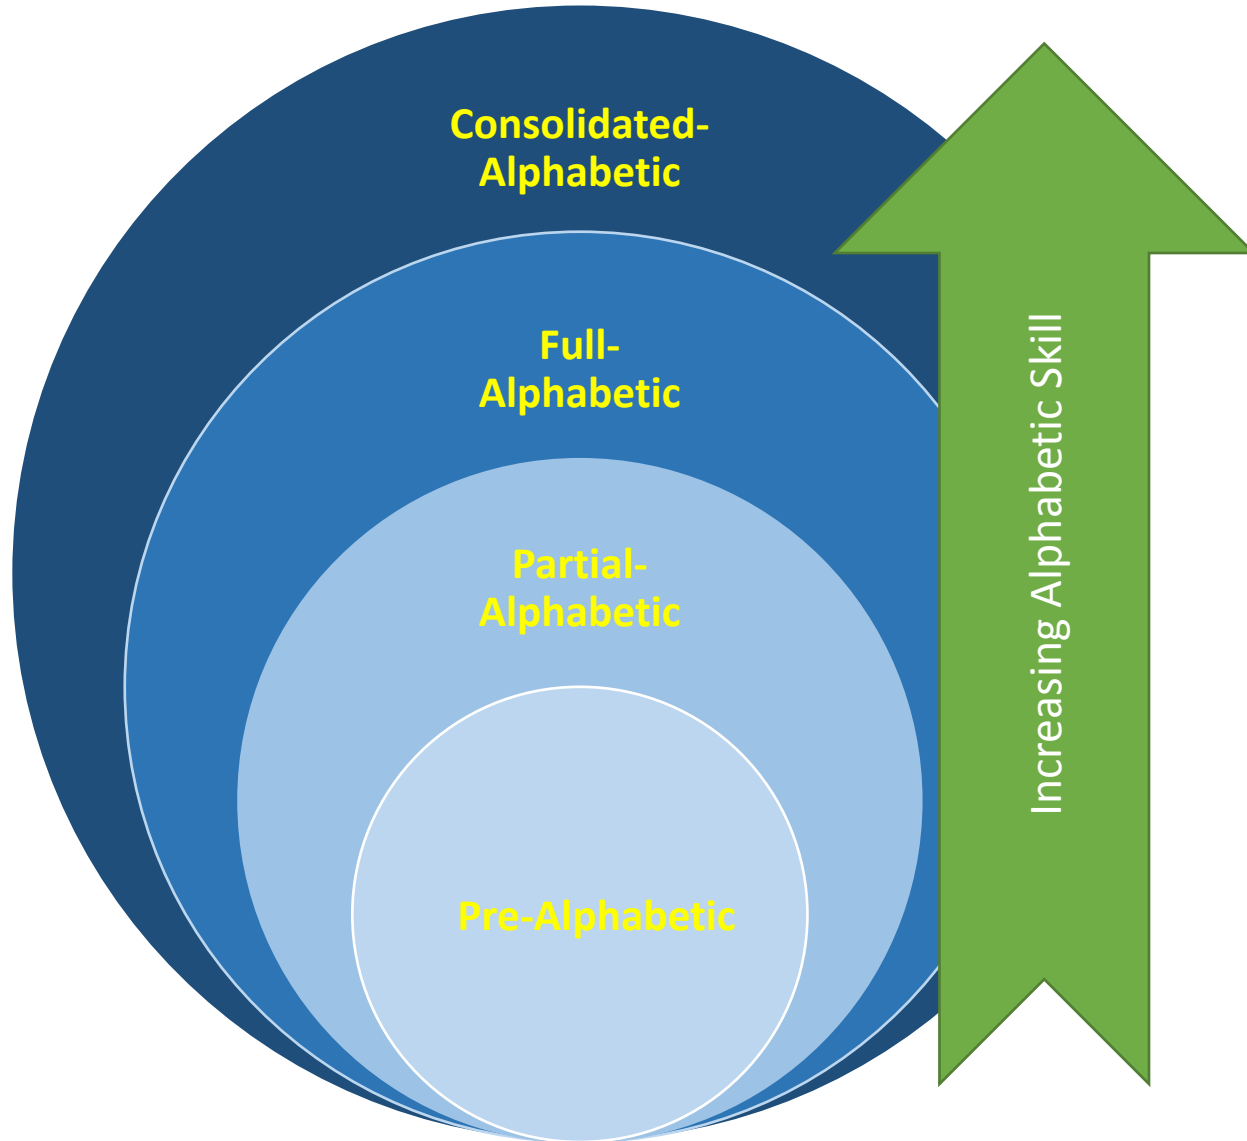 Consolidated-
Alphabetic
Full-
Alphabetic
Partial-
Alphabetic
Pre-Alphabetic
Increasing Alphabetic Skill